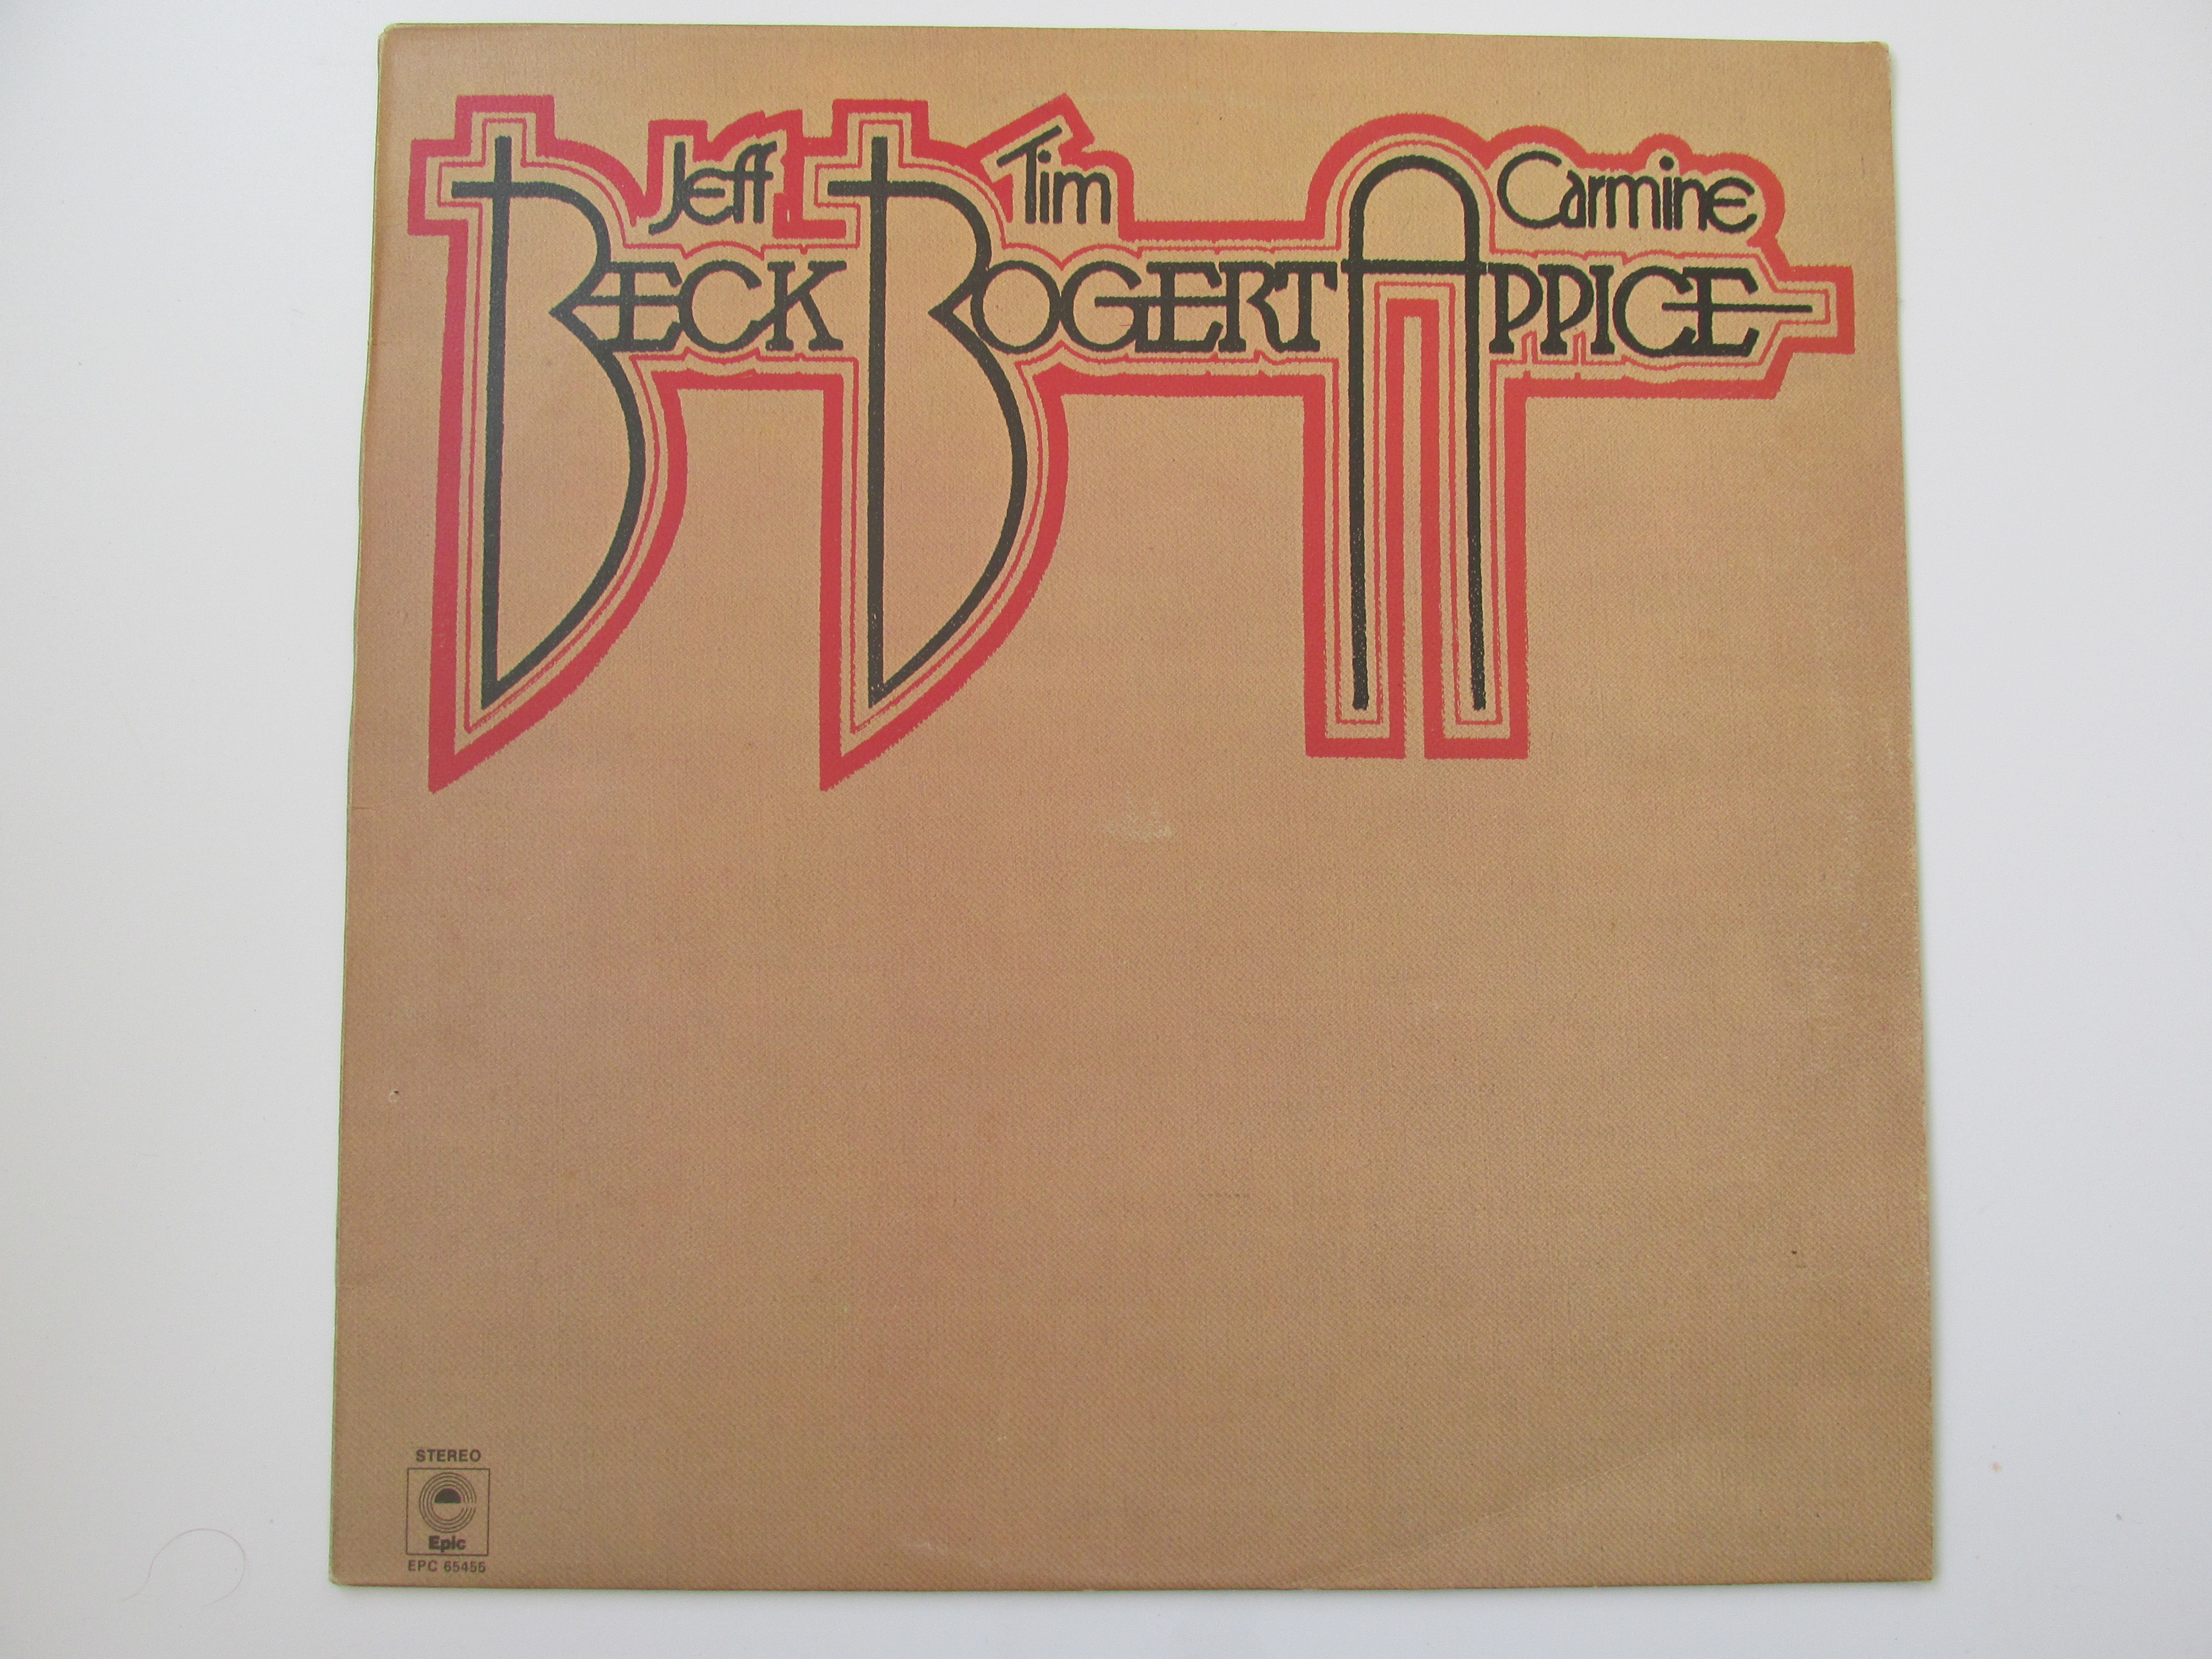 Jeff Tim Carmine
BECK BOGERT APPICE
STEREO
Epic
EPC 65455